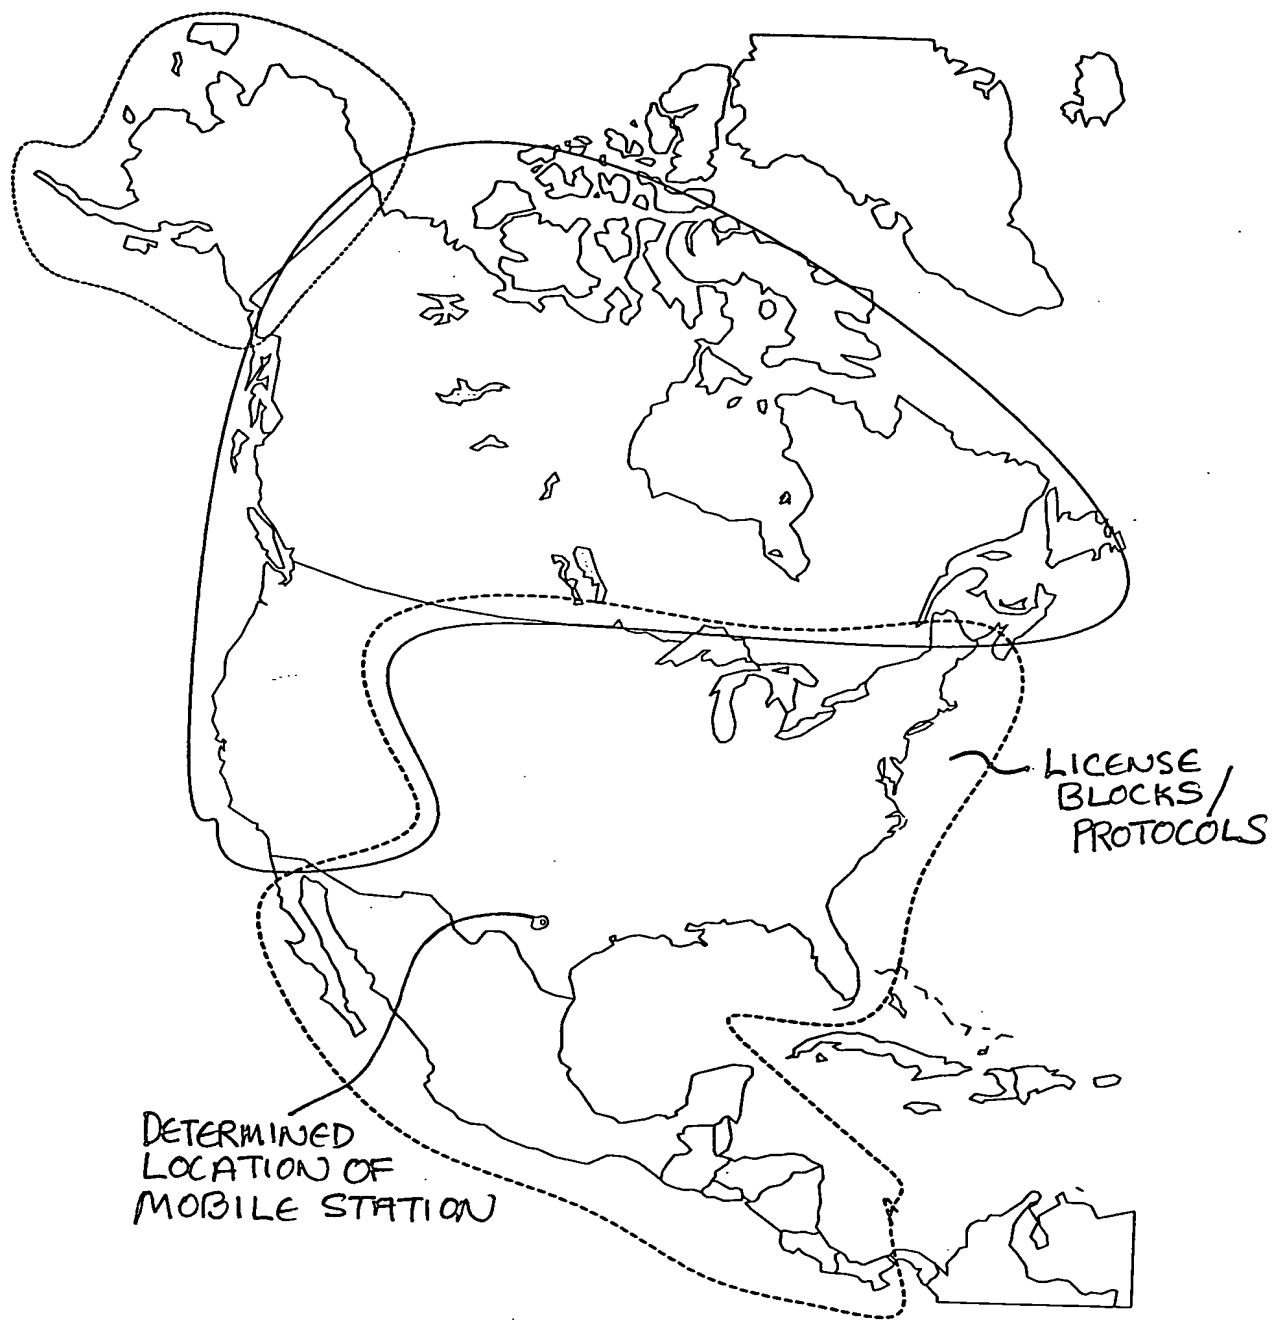 LICENSE
BLOCKS/
PROTOCOLS
DETERMINED
LOCATION OF
MOBILE STATION